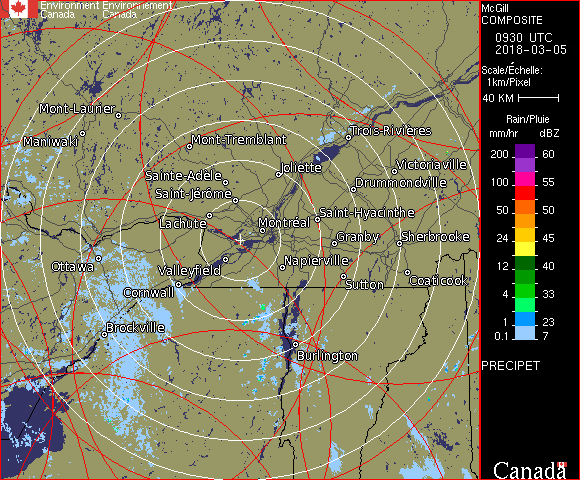 Environment Environnement
Canada Canada
McGill
COMPOSITE
0930 UTC
2018-03-05
Scale/Échelle:
1km/Pixel
40 KM
Rain/Pluie
mm/hr dBZ
200 60
100 55
50 50
24 45
12 40
4 33
1 23
0.1 7
PRECIPET
Canada
Mont-Laurier
Maniwaki
Mont-Tremblant
Trois-Rivières
Sainte-Adèle
Joliette
Victoriaville
Saint-Jérôme
Drummondville
Lachute
Montréal
Saint-Hyacinthe
Granby
Sherbrooke
Ottawa
Valleyfield
Napierville
Cornwall
Sutton
Coaticook
Brockville
Burlington